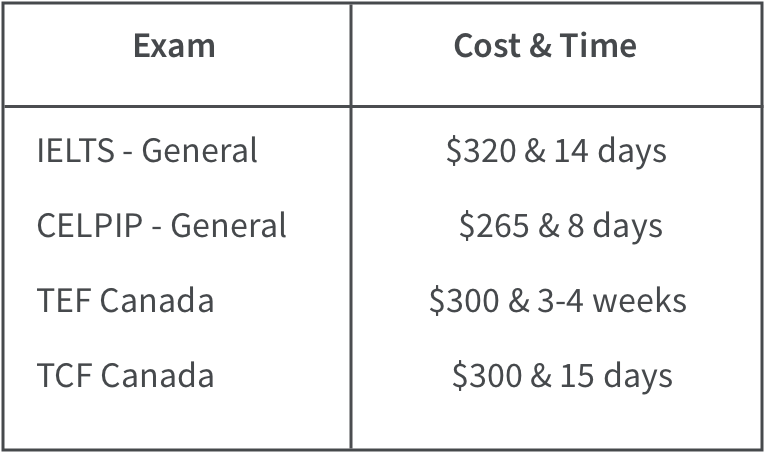 Exam Cost & Time
IELTS - General $320 & 14 days
CELPIP - General $265 & 8 days
TEF Canada $300 & 3-4 weeks
TCF Canada $300 & 15 days